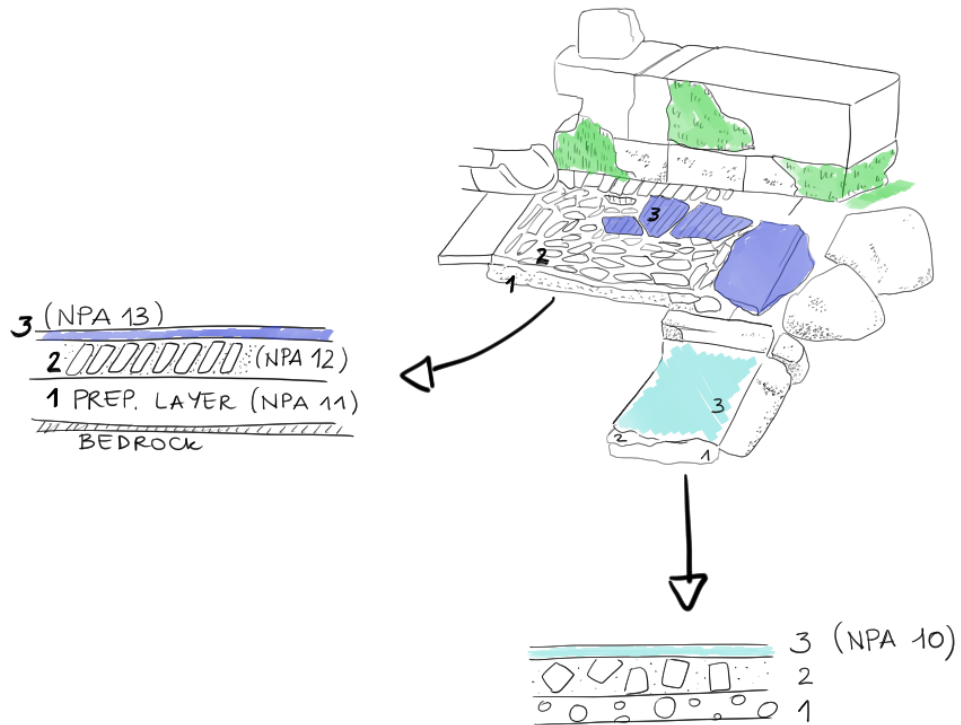 3
2
1
3 (NPA 13)
2 (NPA 12)
1 PREP. LAYER (NPA 11)
BEDROCK
3
2
1
3 (NPA 10)
2
1